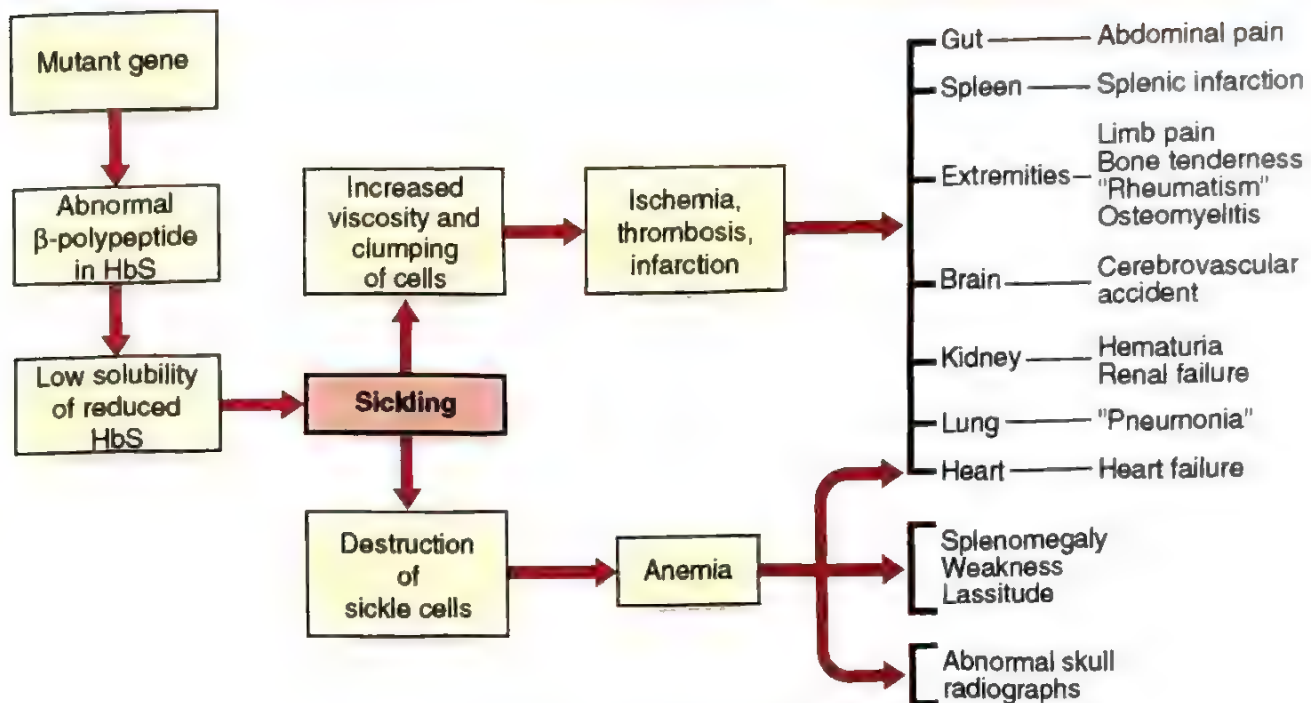 Mutant gene
Abnormal
β-polypeptide
in HbS
Low solubility
of reduced
HbS
Sickling
Increased
viscosity and
clumping
of cells
Ischemia,
thrombosis,
infarction
Destruction
of
sickle cells
Anemia
Gut Abdominal pain
Spleen Splenic infarction
Extremities
Limb pain
Bone tenderness
"Rheumatism"
Osteomyelitis
Brain Cerebrovascular
accident
Kidney Hematuria
Renal failure
Lung "Pneumonia"
Heart Heart failure
Splenomegaly
Weakness
Lassitude
Abnormal skull
radiographs